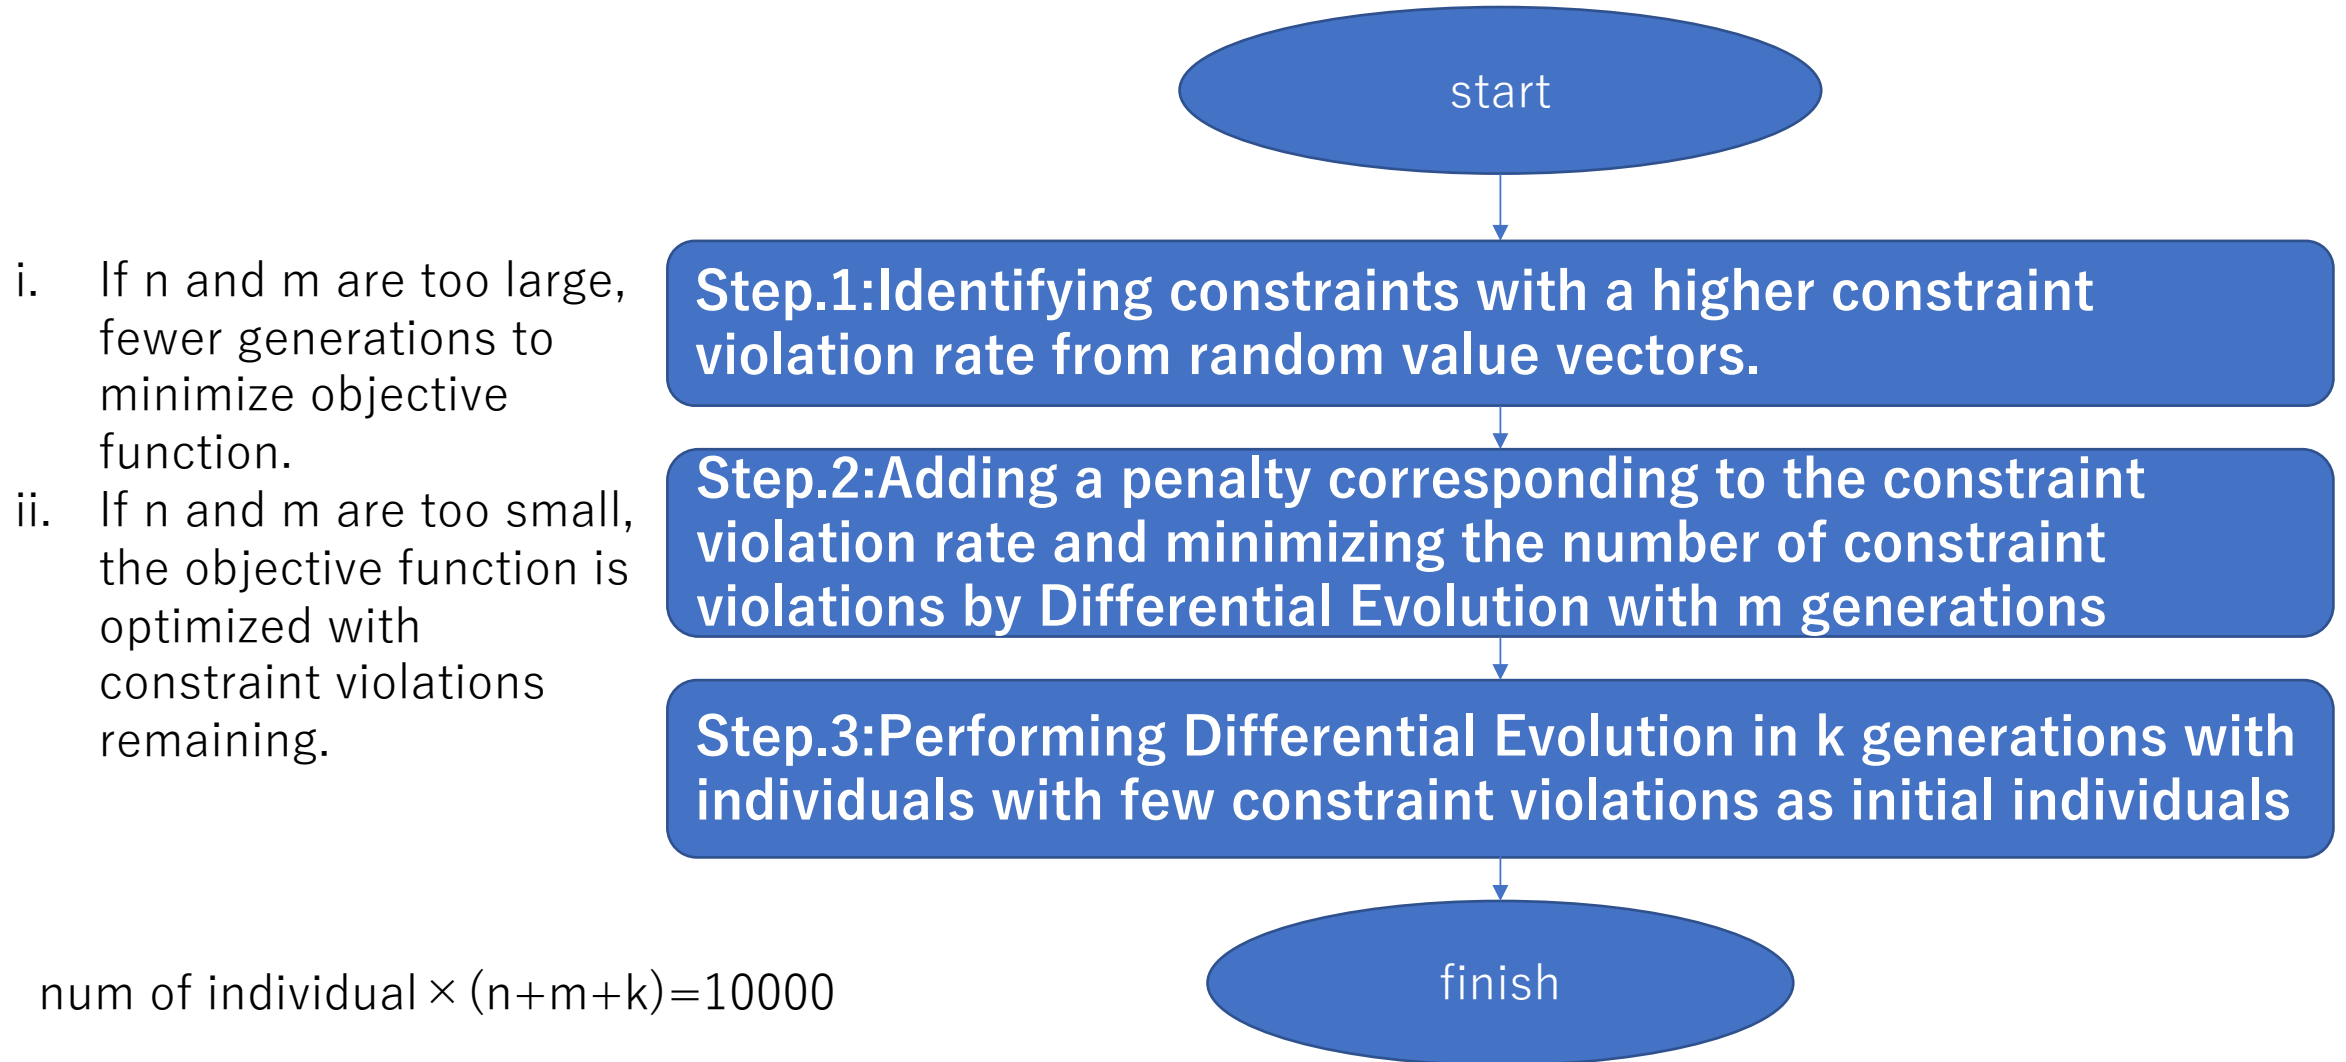 start
i. If n and m are too large,
fewer generations to
minimize objective
function.
ii. If n and m are too small,
the objective function is
optimized with
constraint violations
remaining.
Step.1:Identifying constraints with a higher constraint
violation rate from random value vectors.
Step.2:Adding a penalty corresponding to the constraint
violation rate and minimizing the number of constraint
violations by Differential Evolution with m generations
Step.3:Performing Differential Evolution in k generations with
individuals with few constraint violations as initial individuals
finish
num of individual×(n+m+k)=10000